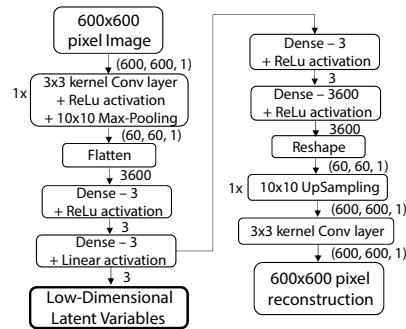 600x600
pixel Image
(600, 600, 1)
1x
3x3 kernel Conv layer
+ ReLu activation
+ 10x10 Max-Pooling
(60, 60, 1)
Flatten
3600
Dense – 3
+ ReLu activation
3
Dense – 3
+ Linear activation
3
Low-Dimensional
Latent Variables
Dense – 3
+ ReLu activation
3
Dense – 3600
+ ReLu activation
3600
Reshape
(60, 60, 1)
1x
10x10 UpSampling
(600, 600, 1)
3x3 kernel Conv layer
(600, 600, 1)
600x600 pixel
reconstruction